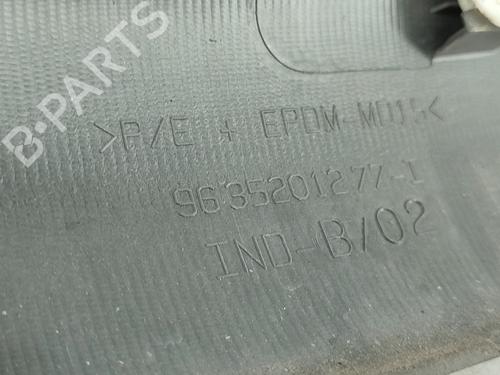 B-PARTS
>P/E + EPDM-MD15<
9635201277-I
IND-B/02